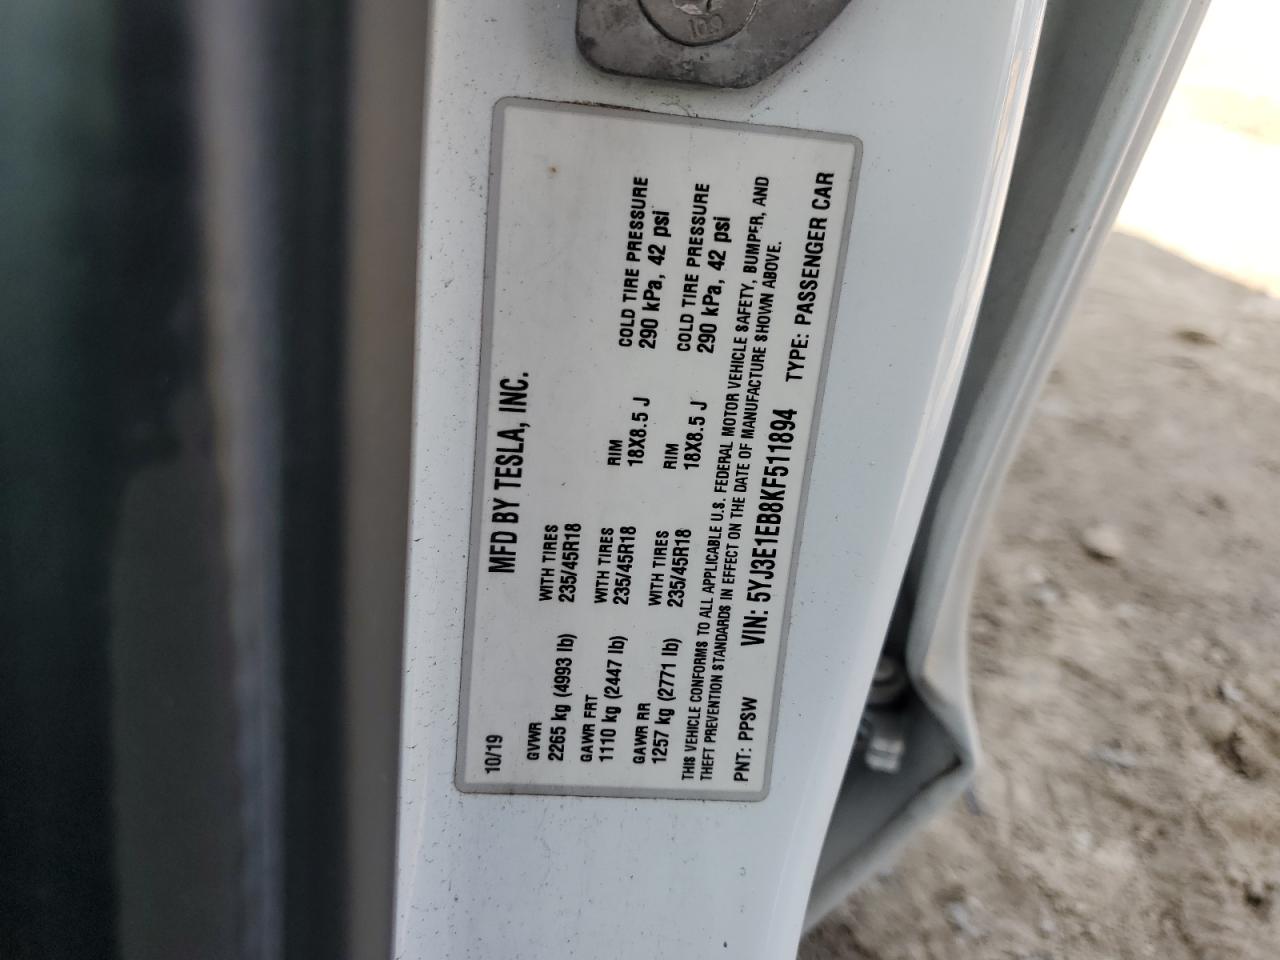 10/19 MFD BY TESLA, INC.
GVWR WITH TIRES
2265 kg (4993 lb) 235/45R18
GAWR FRT WITH TIRES RIM COLD TIRE PRESSURE
1110 kg (2447 lb) 235/45R18 18X8.5 J 290 kPa, 42 psi
GAWR RR WITH TIRES RIM COLD TIRE PRESSURE
1257 kg (2771 lb) 235/45R18 18X8.5 J 290 kPa, 42 psi
THIS VEHICLE CONFORMS TO ALL APPLICABLE U.S. FEDERAL MOTOR VEHICLE SAFETY, BUMPER, AND
THEFT PREVENTION STANDARDS IN EFFECT ON THE DATE OF MANUFACTURE SHOWN ABOVE.
PNT: PPSW VIN: 5YJ3E1EB8KF511894 TYPE: PASSENGER CAR